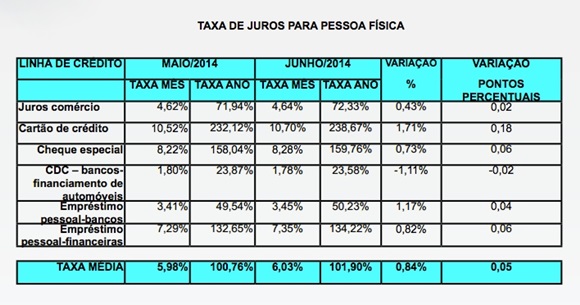 TAXA DE JUROS PARA PESSOA FÍSICA
LINHA DE CRÉDITO MAIO/2014 JUNHO/2014 VARIAÇÃO VARIAÇÃO
TAXA MÊS TAXA ANO TAXA MÊS TAXA ANO % PONTOS
PERCENTUAIS
Juros comércio 4,62% 71,94% 4,64% 72,33% 0,43% 0,02
Cartão de crédito 10,52% 232,12% 10,70% 238,67% 1,71% 0,18
Cheque especial 8,22% 158,04% 8,28% 159,76% 0,73% 0,06
CDC – bancos- 1,80% 23,87% 1,78% 23,58% -1,11% -0,02
financiamento de
automóveis
Empréstimo 3,41% 49,54% 3,45% 50,23% 1,17% 0,04
pessoal-bancos
Empréstimo 7,29% 132,65% 7,35% 134,22% 0,82% 0,06
pessoal-financeiras
TAXA MÉDIA 5,98% 100,76% 6,03% 101,90% 0,84% 0,05